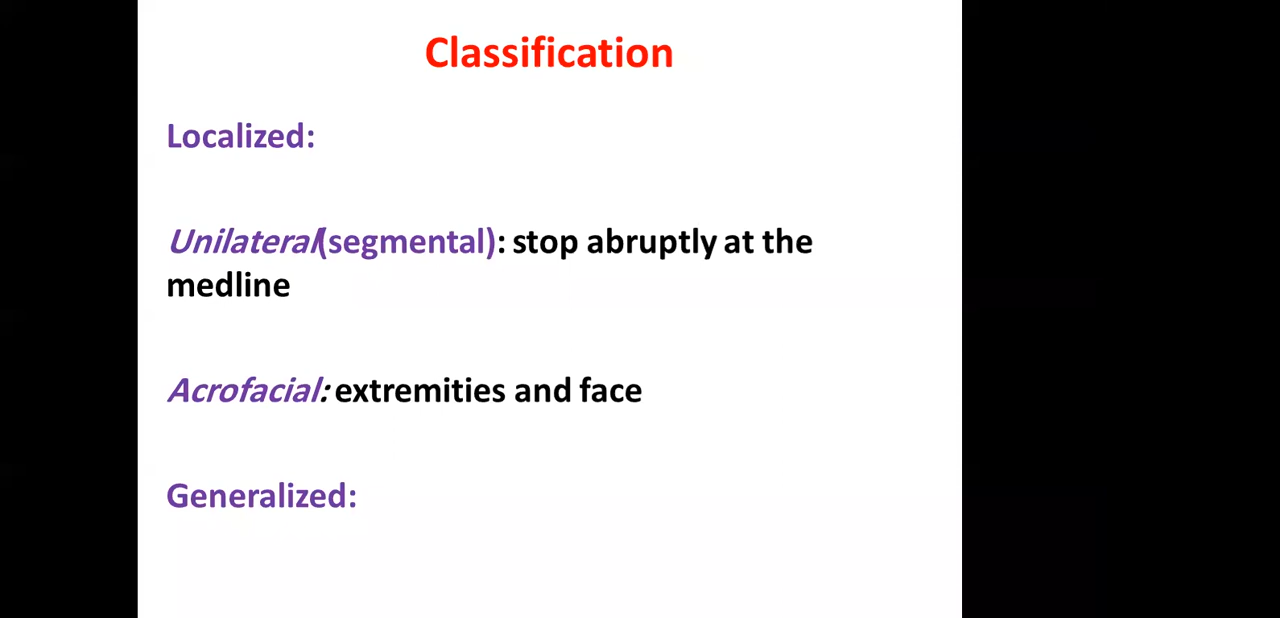 Classification
Localized:
Unilateral(segmental): stop abruptly at the
medline
Acrofacial: extremities and face
Generalized: